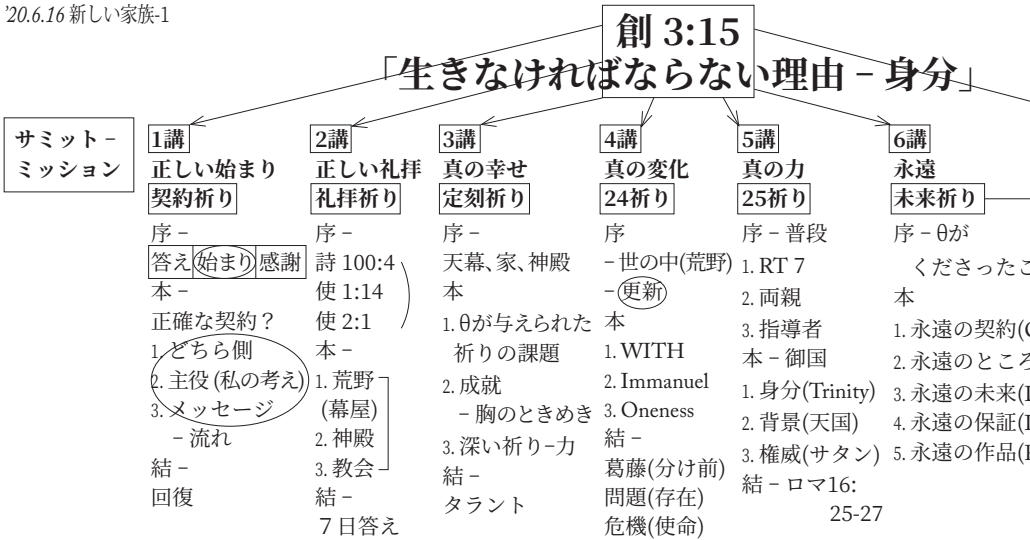 '20.6.16 新しい家族-1
創 3:15
「生きなければならない理由 – 身分」
サミット –
ミッション
1講
正しい始まり
契約祈り
序 –
答え 始まり 感謝
本 –
正確な契約？
1. どちら側
2. 主役 (私の考え)
3. メッセージ
– 流れ
結 –
回復
2講
正しい礼拝
礼拝祈り
序 –
詩 100:4
使 1:14
使 2:1
本 –
1. 荒野
(幕屋)
2. 神殿
3. 教会
結 –
７日答え
3講
真の幸せ
定刻祈り
序 –
天幕、家、神殿
本
1. θが与えられた
祈りの課題
2. 成就
– 胸のときめき
3. 深い祈り–力
結 –
タラント
4講
真の変化
24祈り
序
– 世の中(荒野)
– 更新
本
1. WITH
2. Immanuel
3. Oneness
結 –
葛藤(分け前)
問題(存在)
危機(使命)
5講
真の力
25祈り
序 – 普段
1. RT 7
2. 両親
3. 指導者
本 – 御国
1. 身分(Trinity)
2. 背景(天国)
3. 権威(サタン)
結 – ロマ16:
25-27
6講
永遠
未来祈り
序 – θが
くださったこ
本
1. 永遠の契約(
2. 永遠のところ
3. 永遠の未来(
4. 永遠の保証(
5. 永遠の作品(